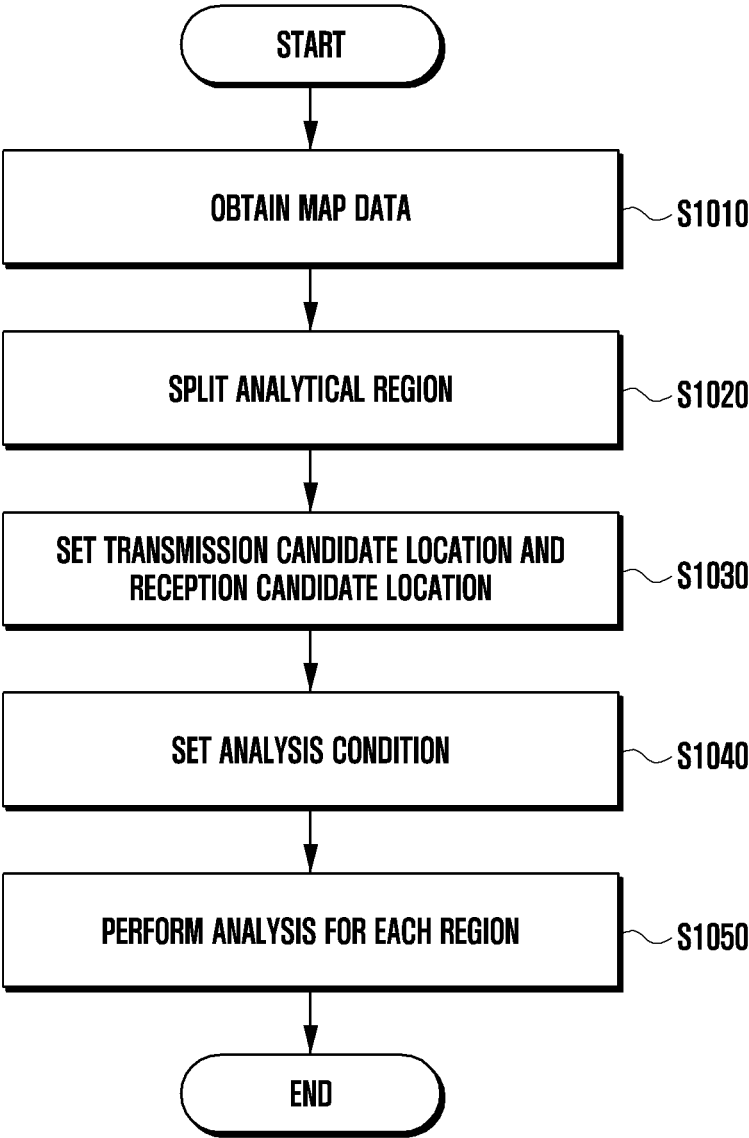 START
OBTAIN MAP DATA
S1010
SPLIT ANALYTICAL REGION
S1020
SET TRANSMISSION CANDIDATE LOCATION AND
RECEPTION CANDIDATE LOCATION
S1030
SET ANALYSIS CONDITION
S1040
PERFORM ANALYSIS FOR EACH REGION
S1050
END